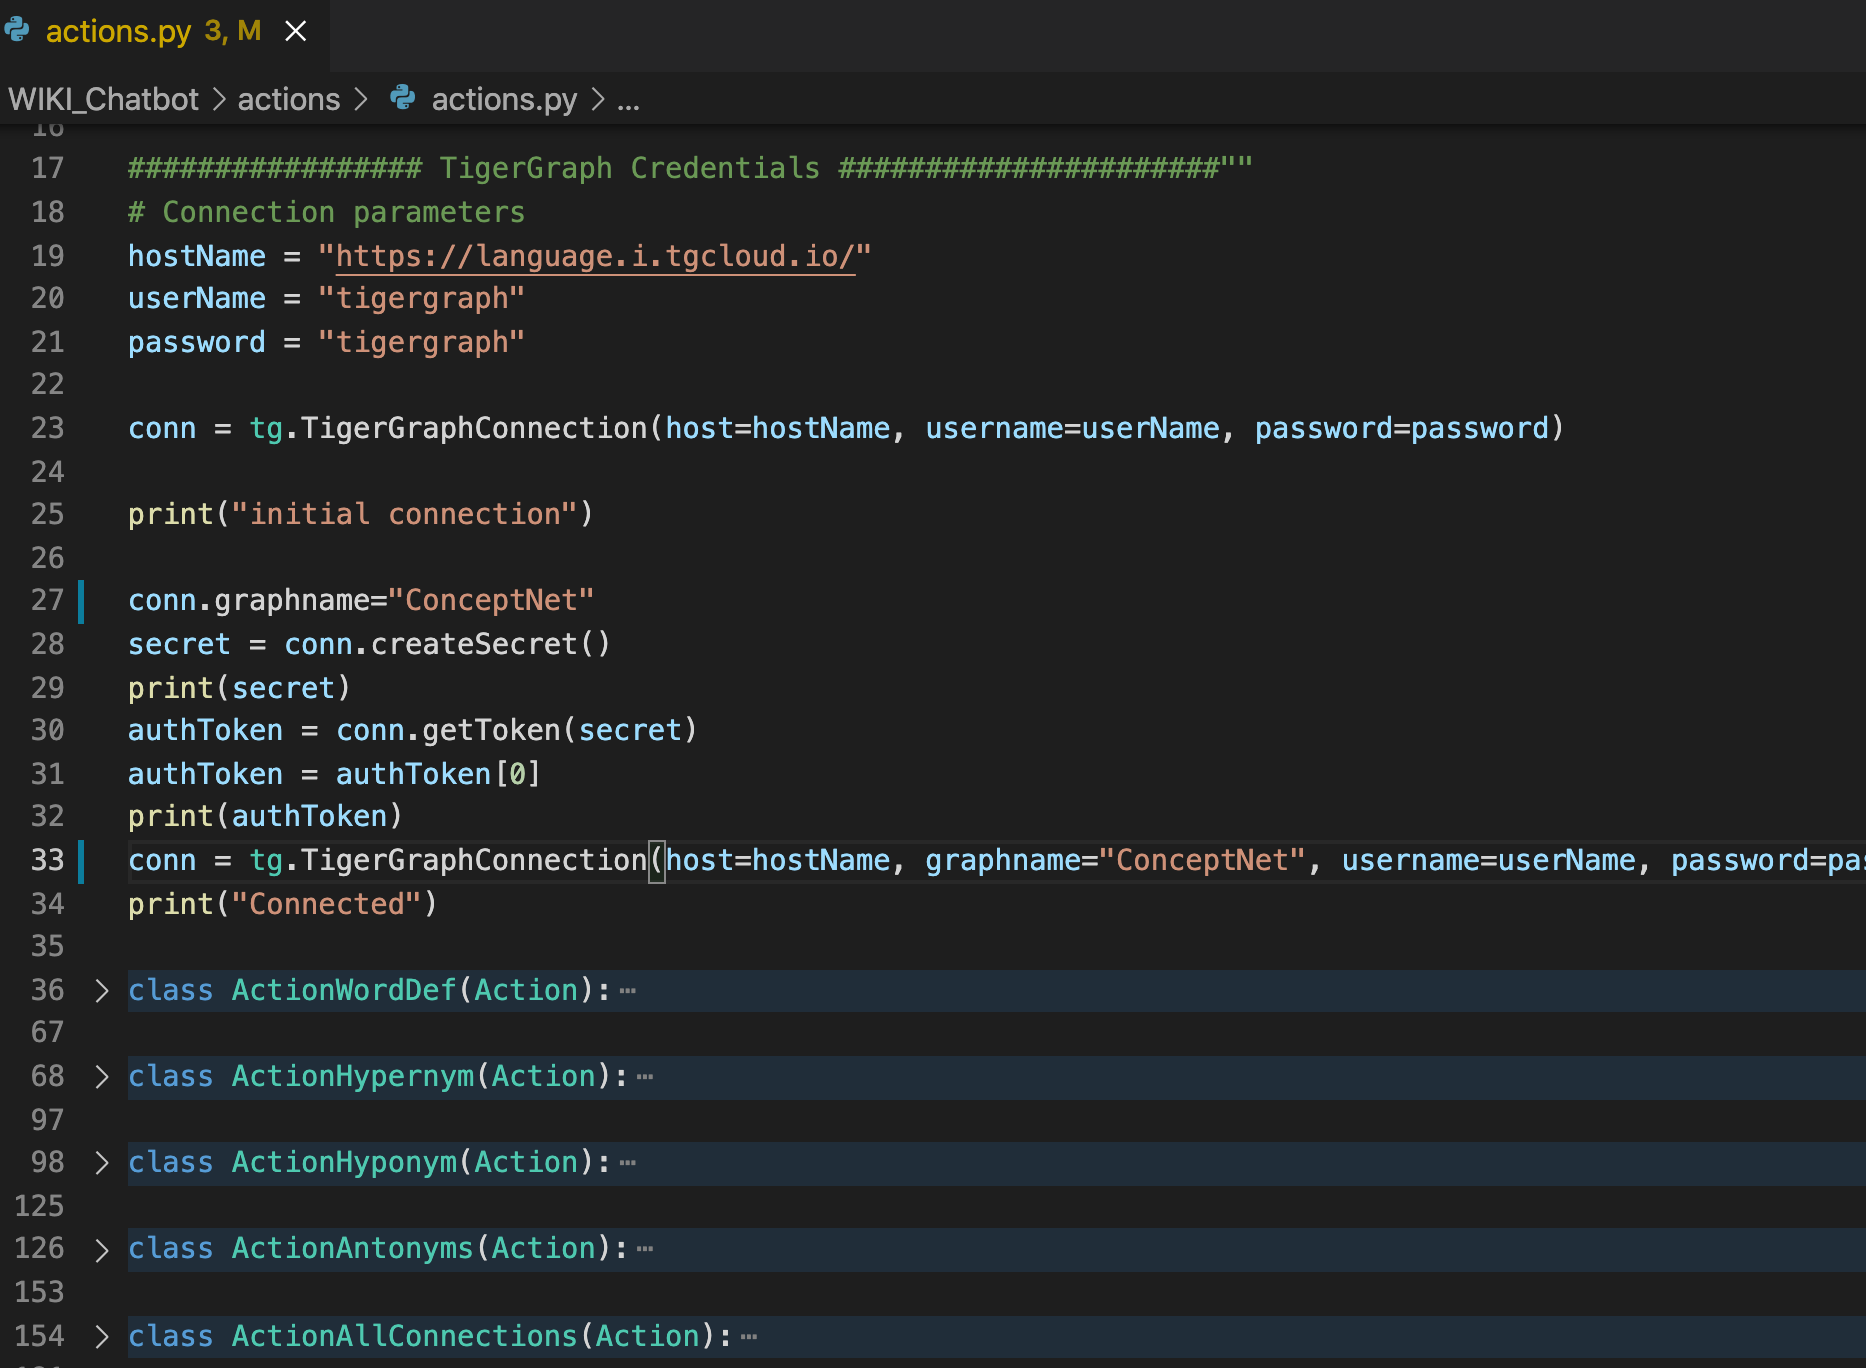 actions.py 3, M
WIKI_Chatbot > actions > actions.py > ...
16
17 ################# TigerGraph Credentials ######################""
18 # Connection parameters
19 hostName = "https://language.i.tgcloud.io/"
20 userName = "tigergraph"
21 password = "tigergraph"
22
23 conn = tg.TigerGraphConnection(host=hostName, username=userName, password=password)
24
25 print("initial connection")
26
27 conn.graphname="ConceptNet"
28 secret = conn.createSecret()
29 print(secret)
30 authToken = conn.getToken(secret)
31 authToken = authToken[0]
32 print(authToken)
33 conn = tg.TigerGraphConnection(host=hostName, graphname="ConceptNet", username=userName, password=pas
34 print("Connected")
35
36 > class ActionWordDef(Action): ⋯
67
68 > class ActionHypernym(Action): ⋯
97
98 > class ActionHyponym(Action): ⋯
125
126 > class ActionAntonyms(Action): ⋯
153
154 > class ActionAllConnections(Action): ⋯